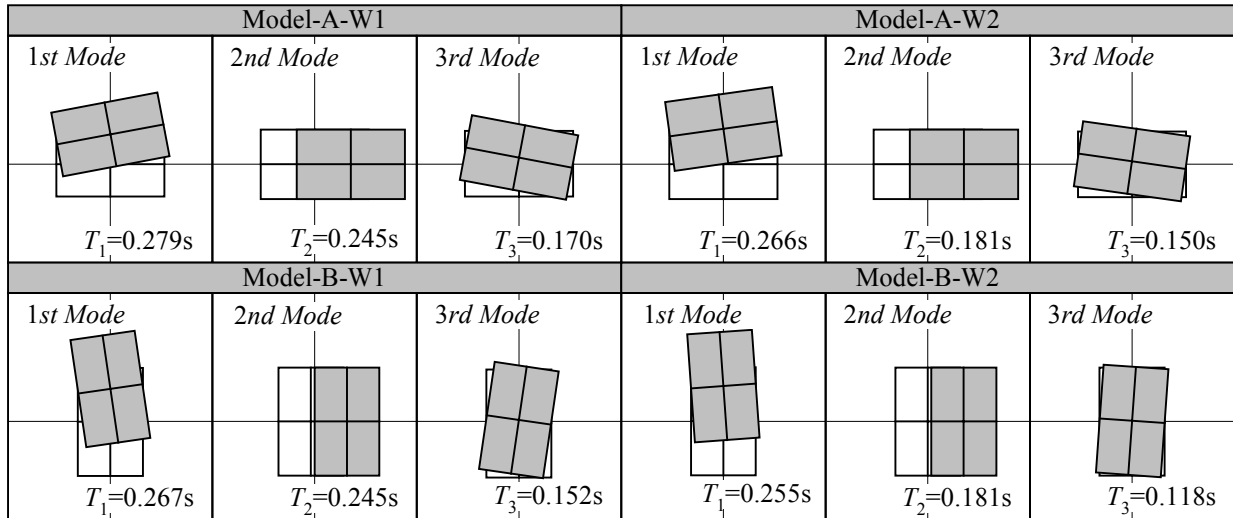 Model-A-W1
Model-A-W2
1st Mode
2nd Mode
3rd Mode
1st Mode
2nd Mode
3rd Mode
T1=0.279s
T2=0.245s
T3=0.170s
T1=0.266s
T2=0.181s
T3=0.150s
Model-B-W1
Model-B-W2
1st Mode
2nd Mode
3rd Mode
1st Mode
2nd Mode
3rd Mode
T1=0.267s
T2=0.245s
T3=0.152s
T1=0.255s
T2=0.181s
T3=0.118s